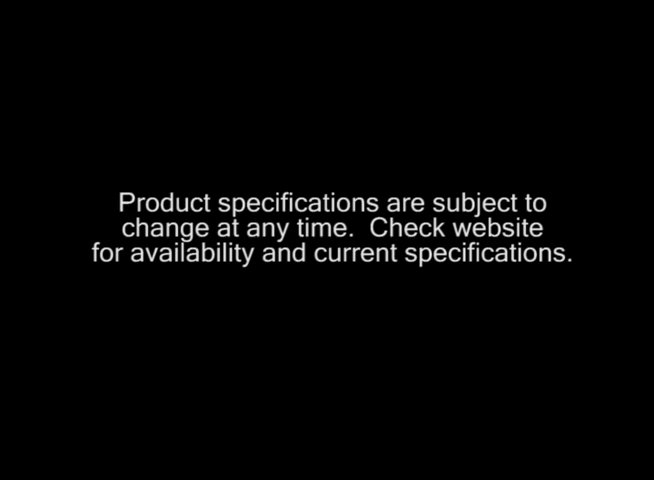 Product specifications are subject to
change at any time.  Check website
for availability and current specifications.